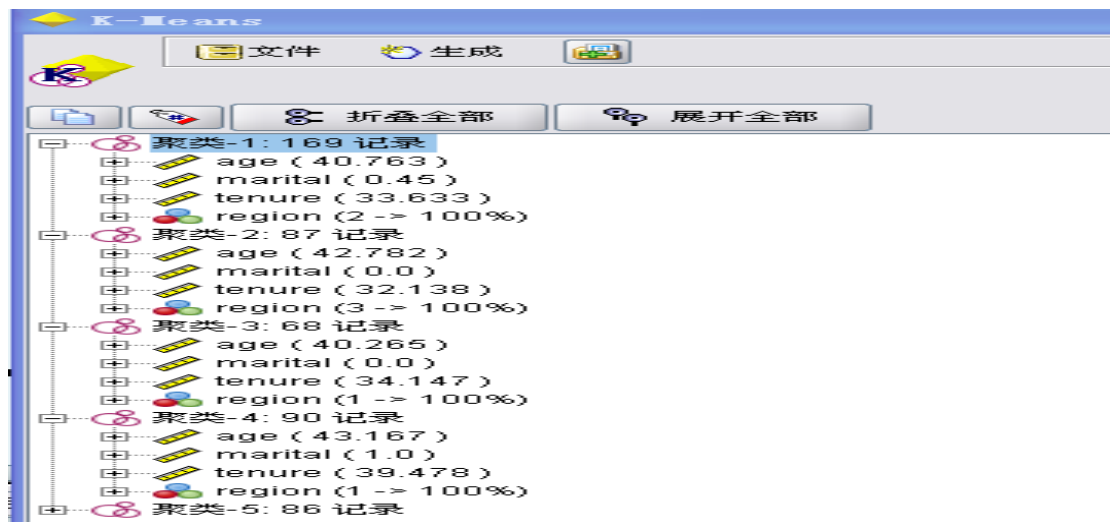 K-Means
文件 生成
K
折叠全部 展开全部
聚类-1: 169 记录
age ( 40.763 )
marital ( 0.45 )
tenure ( 33.633 )
region (2 -> 100%)
聚类-2: 87 记录
age ( 42.782 )
marital ( 0.0 )
tenure ( 32.138 )
region (3 -> 100%)
聚类-3: 68 记录
age ( 40.265 )
marital ( 0.0 )
tenure ( 34.147 )
region (1 -> 100%)
聚类-4: 90 记录
age ( 43.167 )
marital ( 1.0 )
tenure ( 39.478 )
region (1 -> 100%)
聚类-5: 86 记录